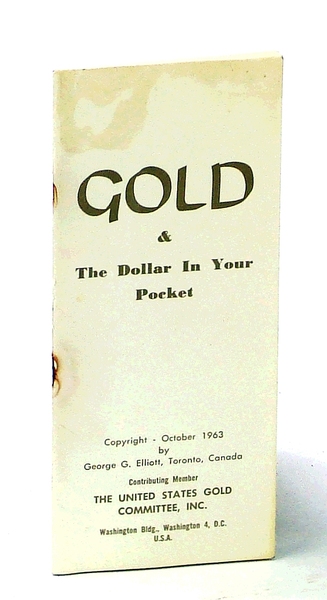 GOLD
&
The Dollar In Your
Pocket
Copyright - October 1963
by
George G. Elliott, Toronto, Canada
Contributing Member
THE UNITED STATES GOLD
COMMITTEE, INC.
Washington Bldg., Washington 4, D.C.
U.S.A.